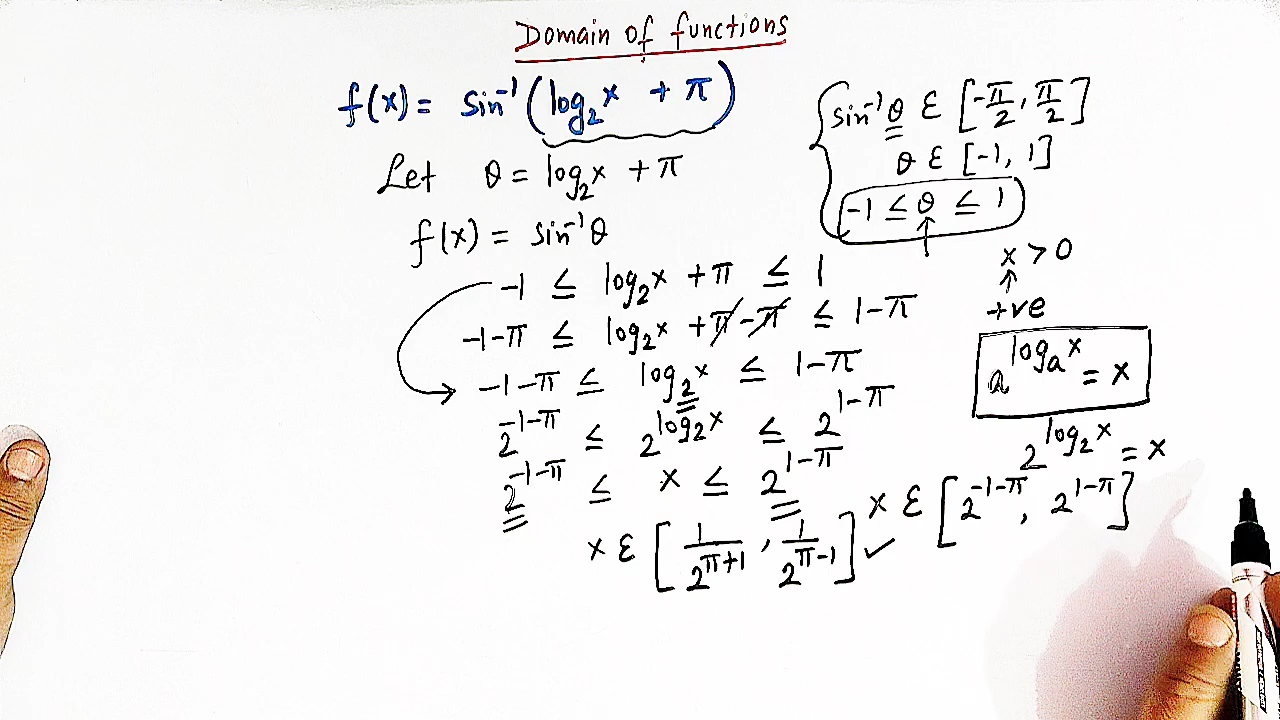 Domain of functions
f(x) = sin⁻¹(log₂x + π)
Let θ = log₂x + π
f(x) = sin⁻¹θ
-1 ≤ log₂x + π ≤ 1
-1-π ≤ log₂x + π - π ≤ 1-π
-1-π ≤ log₂x ≤ 1-π
2^(-1-π) ≤ 2^(log₂x) ≤ 2^(1-π)
2^(-1-π) ≤ x ≤ 2^(1-π)
x ε [1/2^(π+1), 1/2^(π-1)] ✓
sin⁻¹θ ε [-π/2, π/2]
θ ε [-1, 1]
-1 ≤ θ ≤ 1
x > 0
+ve
a^(logₐx) = x
2^(log₂x) = x
x ε [2^(-1-π), 2^(1-π)]